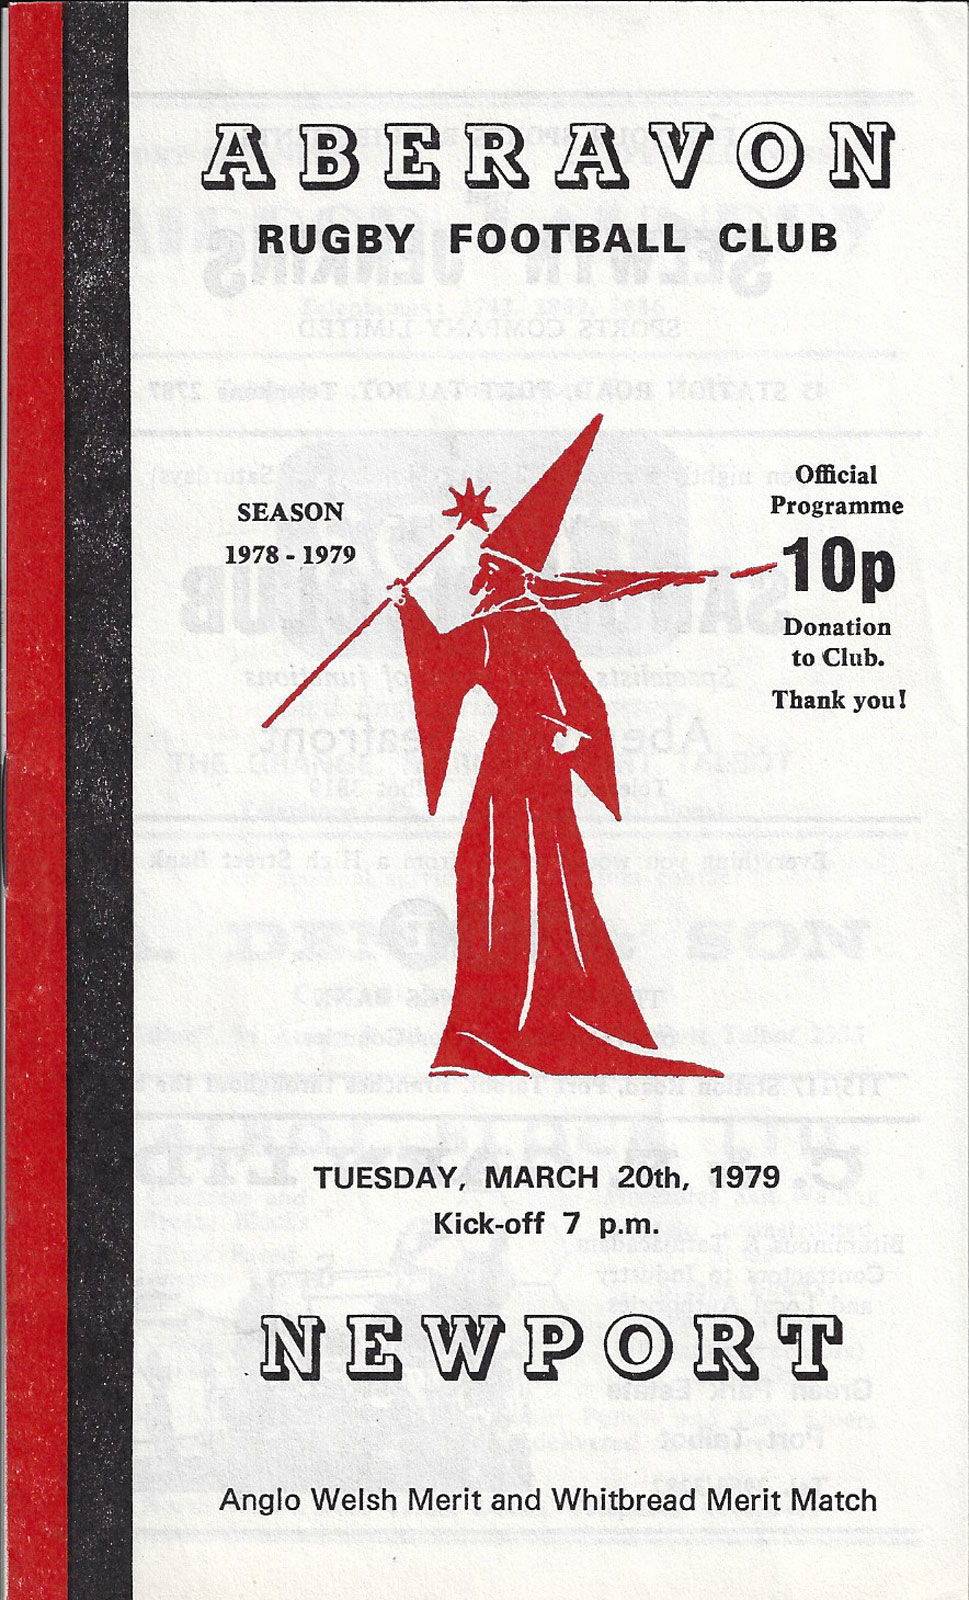 ABERAVON
RUGBY FOOTBALL CLUB
SEASON
1978 - 1979
Official
Programme
10p
Donation
to Club.
Thank you!
TUESDAY, MARCH 20th, 1979
Kick-off 7 p.m.
NEWPORT
Anglo Welsh Merit and Whitbread Merit Match